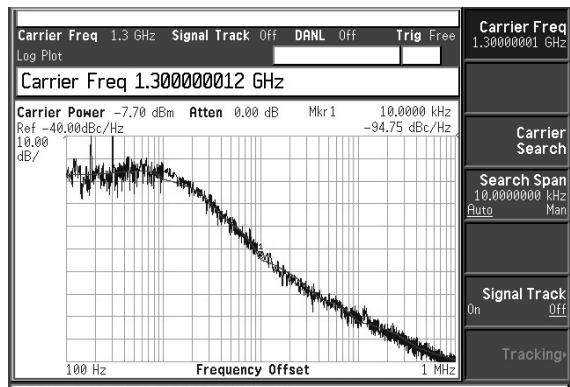 Carrier Freq 1.3 GHz Signal Track Off DANL Off Trig Free
Log Plot
Carrier Freq 1.300000012 GHz
Carrier Power -7.70 dBm Atten 0.00 dB Mkr1 10.0000 kHz
Ref -40.00dBc/Hz -94.75 dBc/Hz
10.00
dB/
1
100 Hz Frequency Offset 1 MHz
Carrier Freq
1.30000001 GHz
Carrier
Search
Search Span
10.0000000 kHz
Auto Man
Signal Track
On Off
Tracking